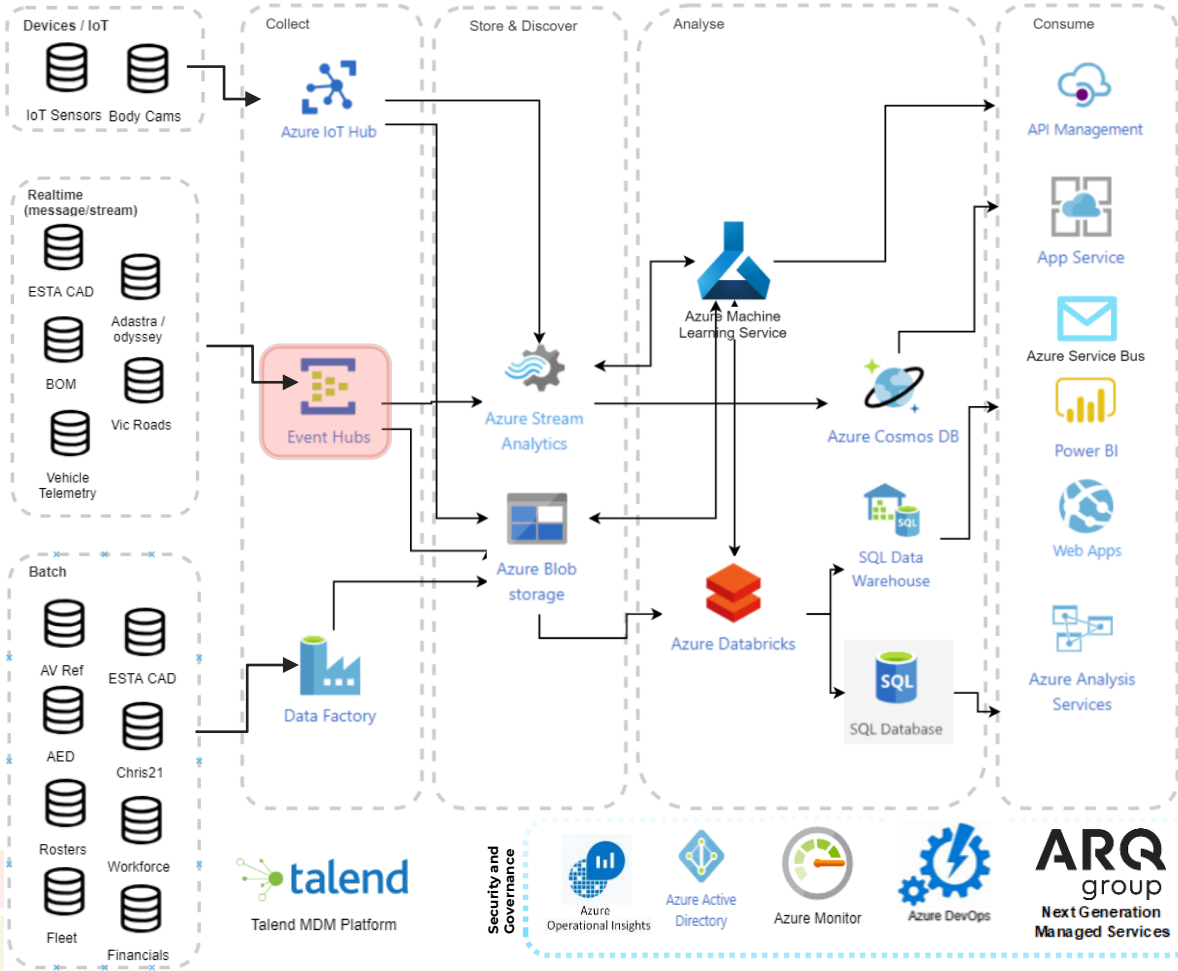 Devices / IoT
IoT Sensors
Body Cams
Realtime
(message/stream)
ESTA CAD
Adastra /
odyssey
BOM
Vic Roads
Vehicle
Telemetry
Batch
AV Ref
ESTA CAD
AED
Chris21
Rosters
Workforce
Fleet
Financials
Collect
Azure IoT Hub
Event Hubs
Data Factory
Store & Discover
Azure Stream
Analytics
Azure Blob
storage
Analyse
Azure Machine
Learning Service
Azure Cosmos DB
SQL
SQL Data
Warehouse
Azure Databricks
SQL
SQL Database
Consume
API Management
App Service
Azure Service Bus
Power BI
Web Apps
Azure Analysis
Services
talend
Talend MDM Platform
Security and
Governance
Azure
Operational Insights
Azure Active
Directory
Azure Monitor
Azure DevOps
ARQ
group
Next Generation
Managed Services